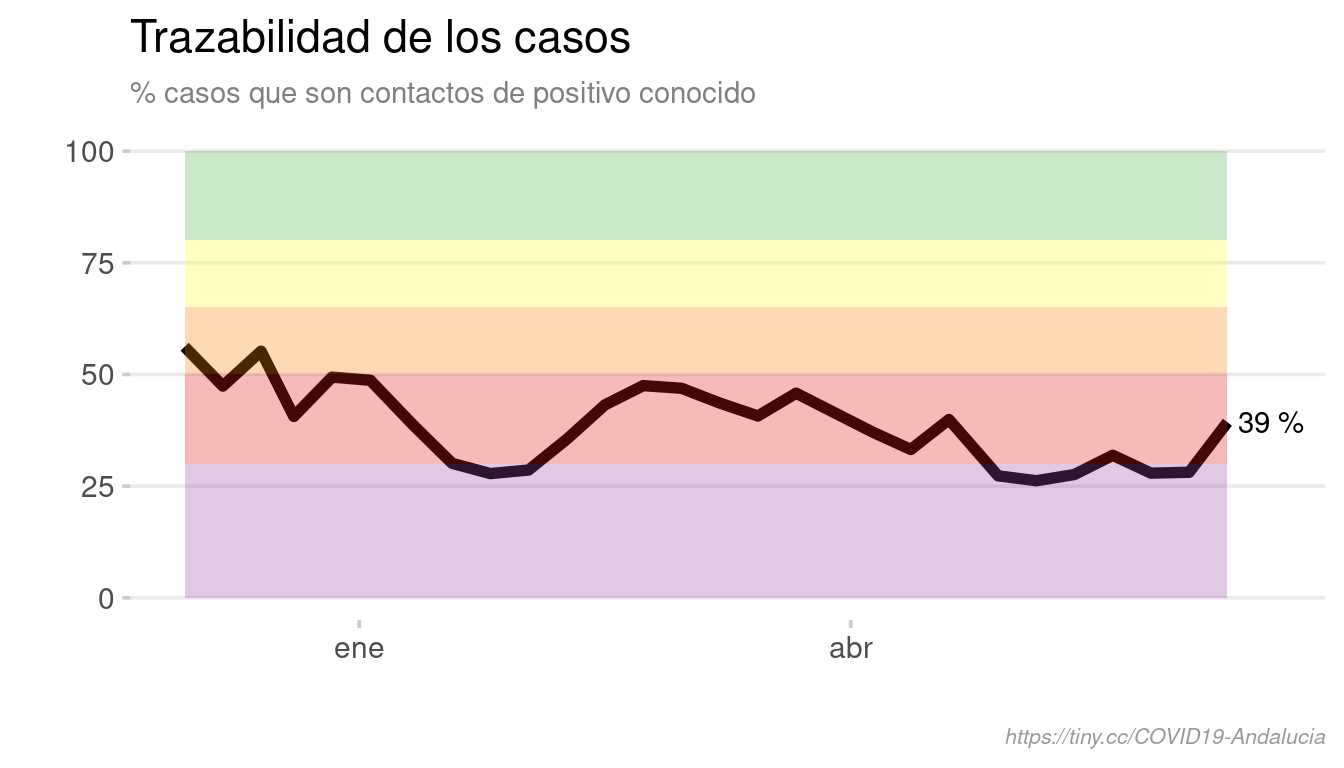 Trazabilidad de los casos
% casos que son contactos de positivo conocido
100
75
50
39 %
25
0
ene abr
https://tiny.cc/COVID19-Andalucia